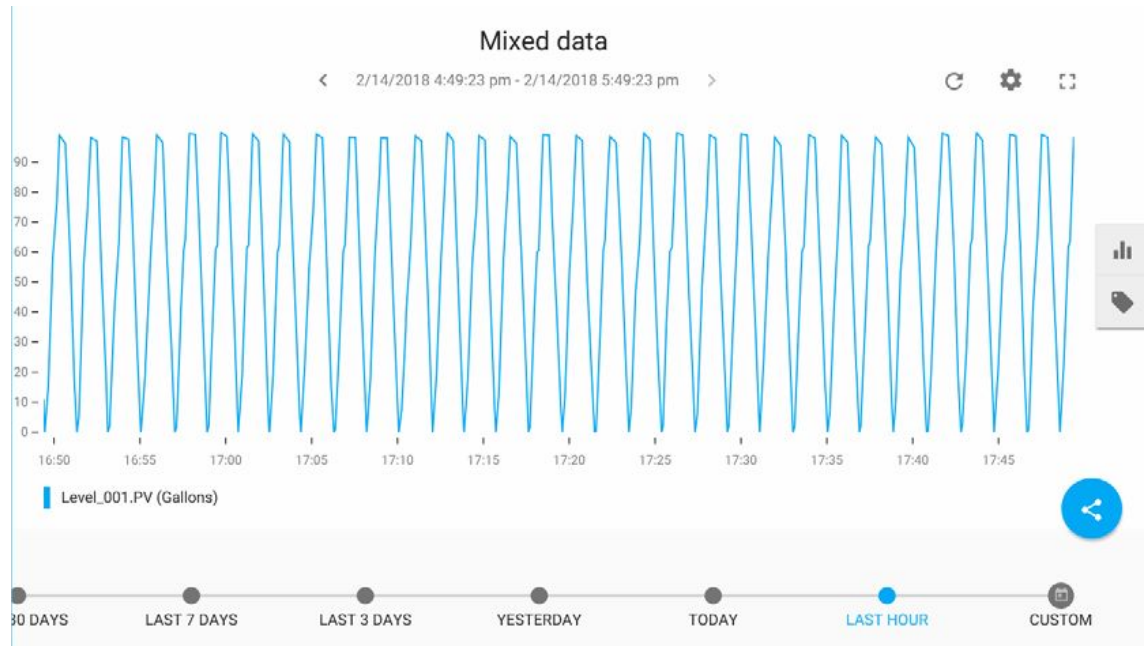 Mixed data
2/14/2018 4:49:23 pm - 2/14/2018 5:49:23 pm
90
80
70
60
50
40
30
20
10
0
16:50 16:55 17:00 17:05 17:10 17:15 17:20 17:25 17:30 17:35 17:40 17:45
Level_001.PV (Gallons)
30 DAYS LAST 7 DAYS LAST 3 DAYS YESTERDAY TODAY LAST HOUR CUSTOM